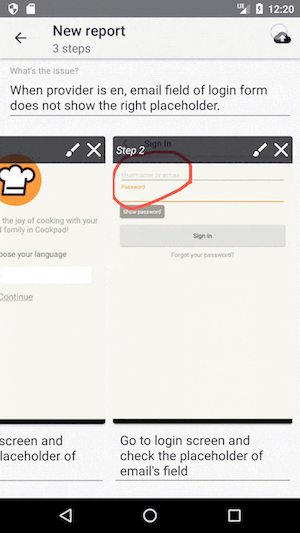 12:20
New report
3 steps
What's the issue?
When provider is en, email field of login form
does not show the right placeholder.
the joy of cooking with your
family in Cookpad!
oose your language
Continue
screen and
laceholder of
Step 2
Sign In
Username or email
Password
Show password
Sign In
Forgot your password?
Go to login screen and
check the placeholder of
email's field